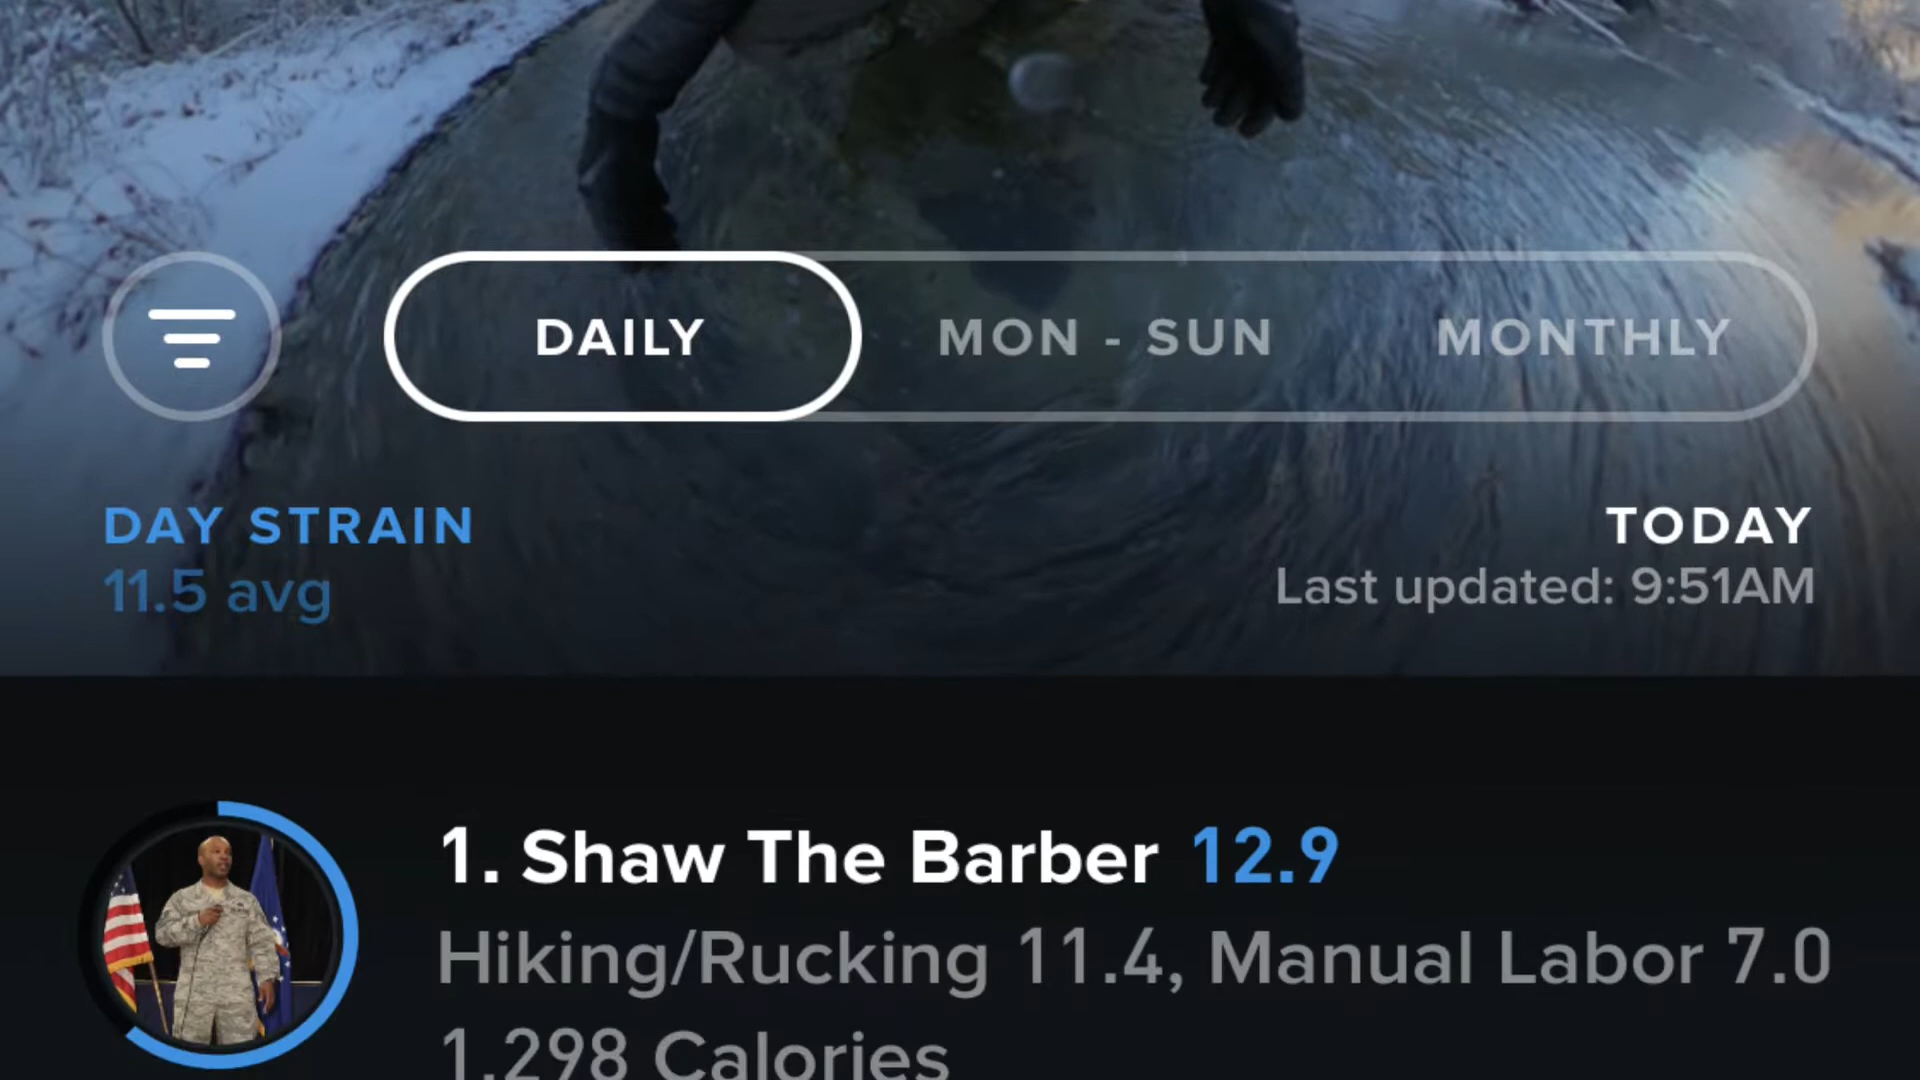 DAILY MON - SUN MONTHLY
DAY STRAIN TODAY
11.5 avg Last updated: 9:51AM
1. Shaw The Barber 12.9
Hiking/Rucking 11.4, Manual Labor 7.0
1,298 Calories